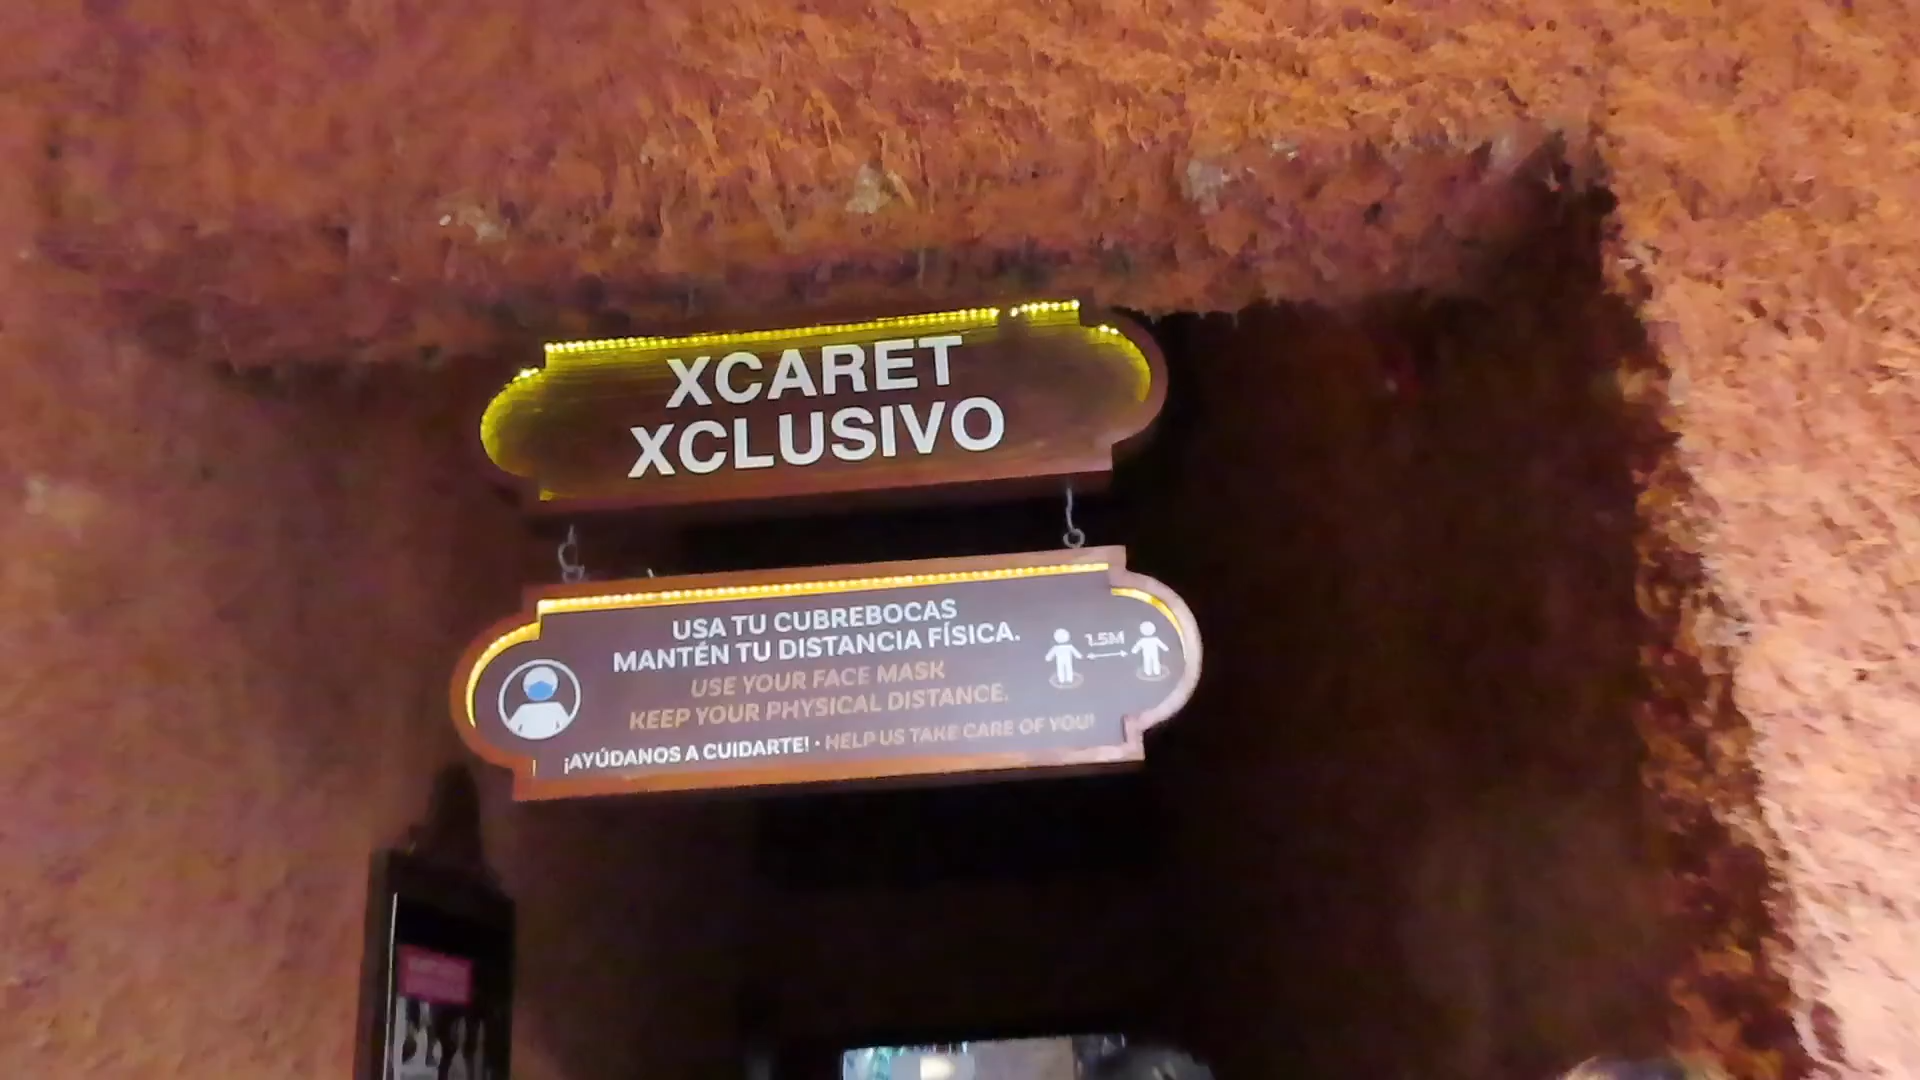 XCARET
XCLUSIVO
USA TU CUBREBOCAS
MANTÉN TU DISTANCIA FÍSICA.
USE YOUR FACE MASK
KEEP YOUR PHYSICAL DISTANCE.
1.5M
¡AYÚDANOS A CUIDARTE! • HELP US TAKE CARE OF YOU!